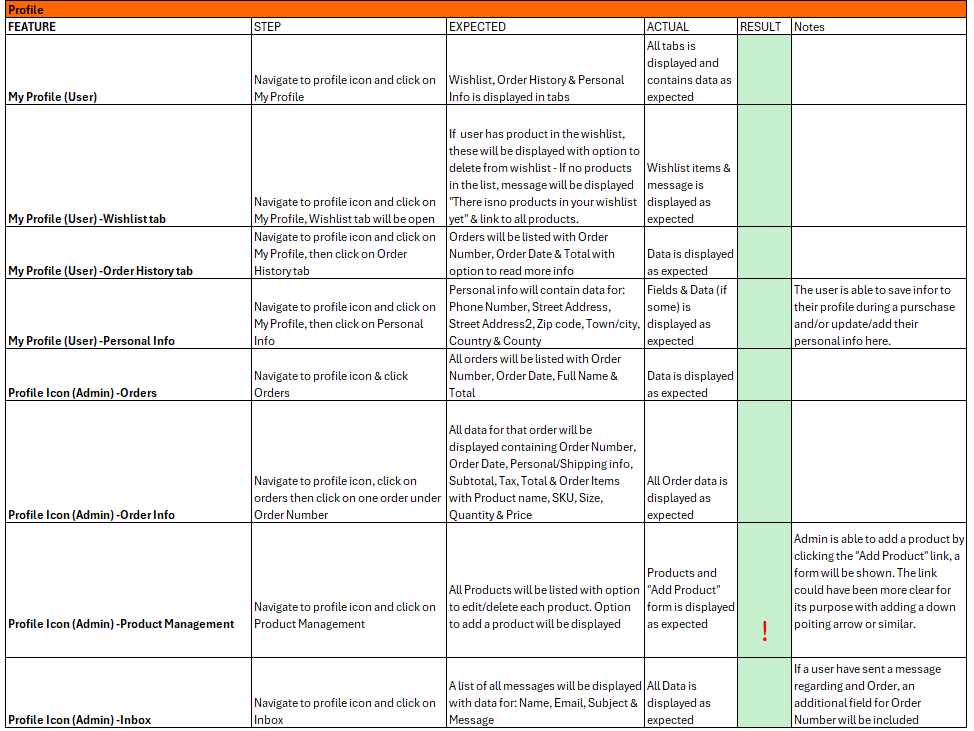 Profile
FEATURE STEP EXPECTED ACTUAL RESULT Notes
My Profile (User)
Navigate to profile icon and click on
My Profile
Wishlist, Order History & Personal
Info is displayed in tabs
All tabs is
displayed and
contains data as
expected
My Profile (User) -Wishlist tab
Navigate to profile icon and click on
My Profile, Wishlist tab will be open
If  user has product in the wishlist,
these will be displayed with option to
delete from wishlist - If no products
in the list, message will be displayed
"There isno products in your wishlist
yet" & link to all products.
Wishlist items &
message is
displayed as
expected
My Profile (User) -Order History tab
Navigate to profile icon and click on
My Profile, then click on Order
History tab
Orders will be listed with Order
Number, Order Date & Total with
option to read more info
Data is displayed
as expected
My Profile (User) -Personal Info
Navigate to profile icon and click on
My Profile, then click on Personal
Info
Personal info will contain data for:
Phone Number, Street Address,
Street Address2, Zip code, Town/city,
Country & County
Fields & Data (if
some) is
displayed as
expected
The user is able to save infor to
their profile during a purschase
and/or update/add their
personal info here.
Profile Icon (Admin) -Orders
Navigate to profile icon & click
Orders
All orders will be listed with Order
Number, Order Date, Full Name &
Total
Data is displayed
as expected
Profile Icon (Admin) -Order Info
Navigate to profile icon, click on
orders then click on one order under
Order Number
All data for that order will be
displayed containing Order Number,
Order Date, Personal/Shipping info,
Subtotal, Tax, Total & Order Items
with Product name, SKU, Size,
Quantity & Price
All Order data is
displayed as
expected
Profile Icon (Admin) -Product Management
Navigate to profile icon and click on
Product Management
All Products will be listed with option
to edit/delete each product. Option
to add a product will be displayed
Products and
"Add Product"
form is displayed
as expected
!
Admin is able to add a product by
clicking the "Add Product" link, a
form will be shown. The link
could have been more clear for
its purpose with adding a down
poiting arrow or similar.
Profile Icon (Admin) -Inbox
Navigate to profile icon and click on
Inbox
A list of all messages will be displayed
with data for: Name, Email, Subject &
Message
All Data is
displayed as
expected
If a user have sent a message
regarding and Order, an
additional field for Order
Number will be included